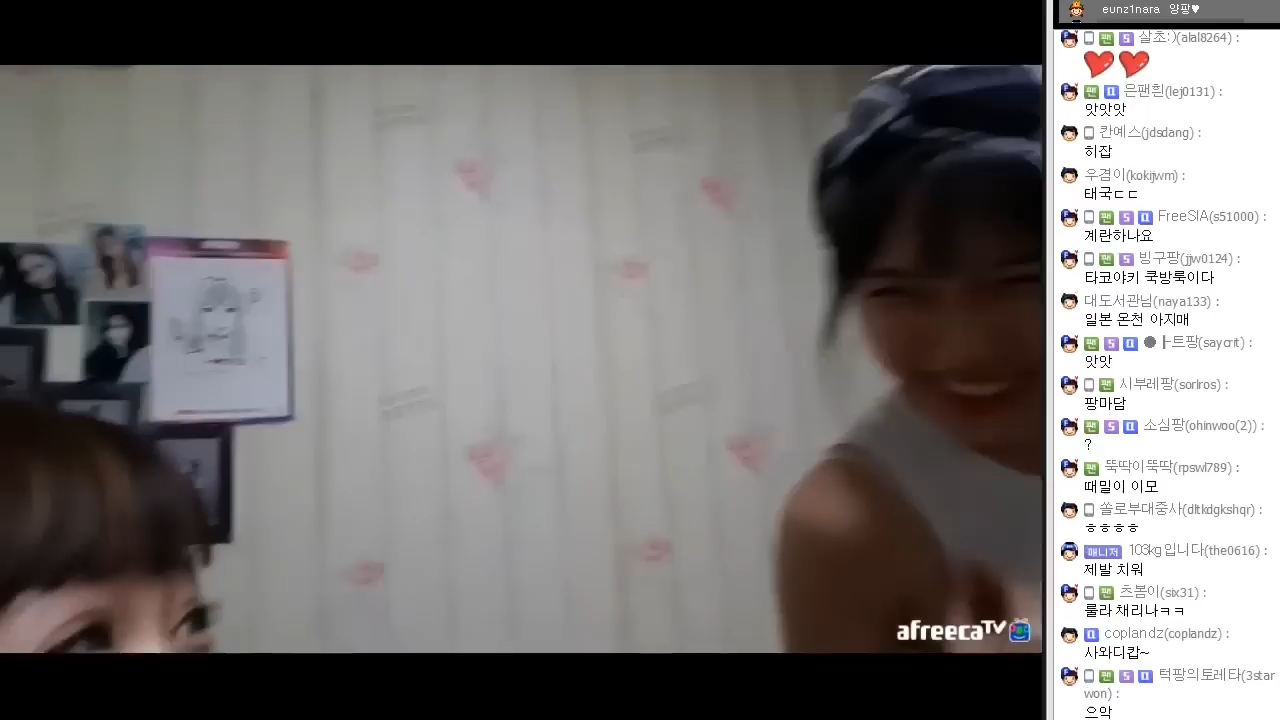 eunz1nara 양팡♥
살초:)(alal8264) :
은팬흰(lej0131) :
앗앗앗
칸예스(jdsdang) :
히잡
우겸이(kokijwm) :
태국ㄷㄷ
FreeSIA(s51000) :
계란하나요
빙구팡(jjw0124) :
타코야키 쿡방룩이다
대도서관님(naya133) :
일본 온천 아지매
●ㅏ트팡(saycrit) :
앗앗
시부레팡(sorlros) :
팡마담
소심팡(ohinwoo(2)) :
?
뚝딱이뚝딱(rpswl789) :
때밀이 이모
쏠로부대중사(dltkdgkshqr) :
ㅎㅎㅎㅎ
매니저 103kg입니다(the0616) :
제발 치워
츠봄이(six31) :
룰라 채리나ㅋㅋ
coplandz(coplandz) :
사와디캅~
턱팡의토레타(3star
won) :
으악
afreecaTV